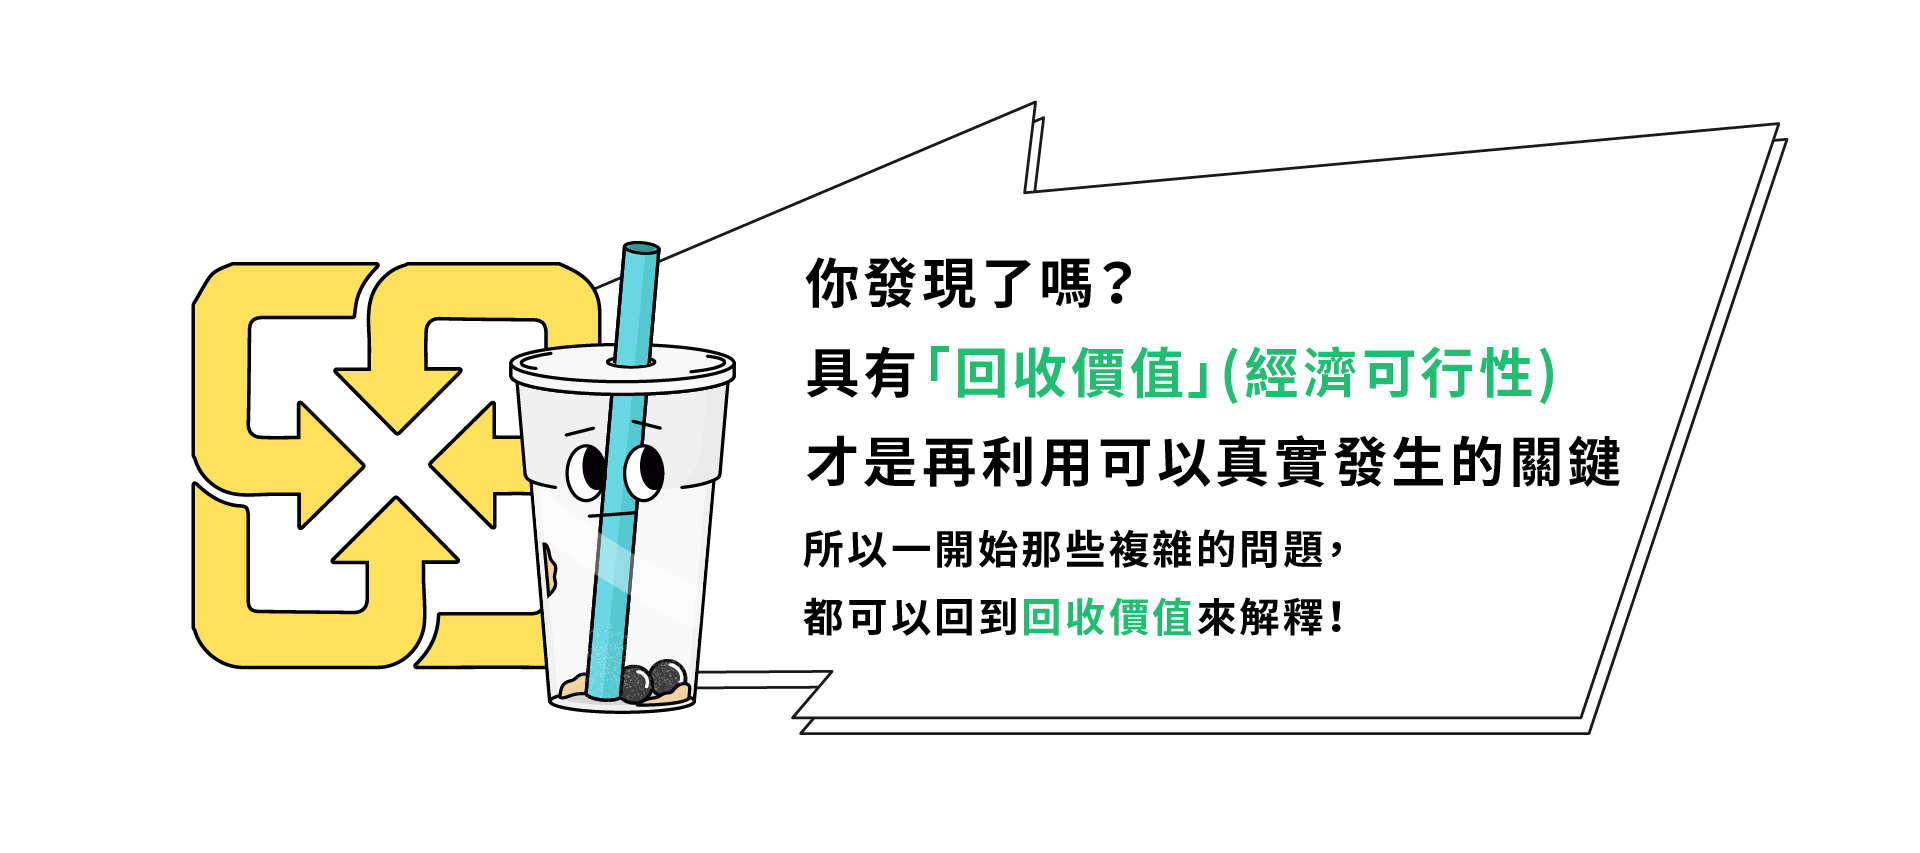 你發現了嗎？
具有「回收價值」(經濟可行性)
才是再利用可以真實發生的關鍵
所以一開始那些複雜的問題，
都可以回到回收價值來解釋！